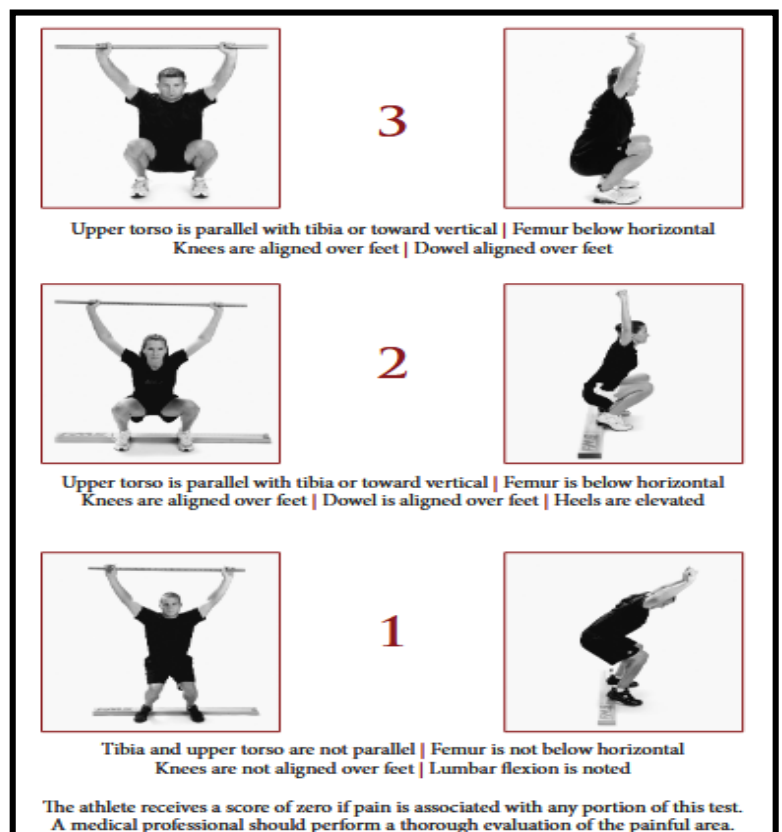 3
Upper torso is parallel with tibia or toward vertical | Femur below horizontal
Knees are aligned over feet | Dowel aligned over feet
2
Upper torso is parallel with tibia or toward vertical | Femur is below horizontal
Knees are aligned over feet | Dowel is aligned over feet | Heels are elevated
1
Tibia and upper torso are not parallel | Femur is not below horizontal
Knees are not aligned over feet | Lumbar flexion is noted
The athlete receives a score of zero if pain is associated with any portion of this test.
A medical professional should perform a thorough evaluation of the painful area.